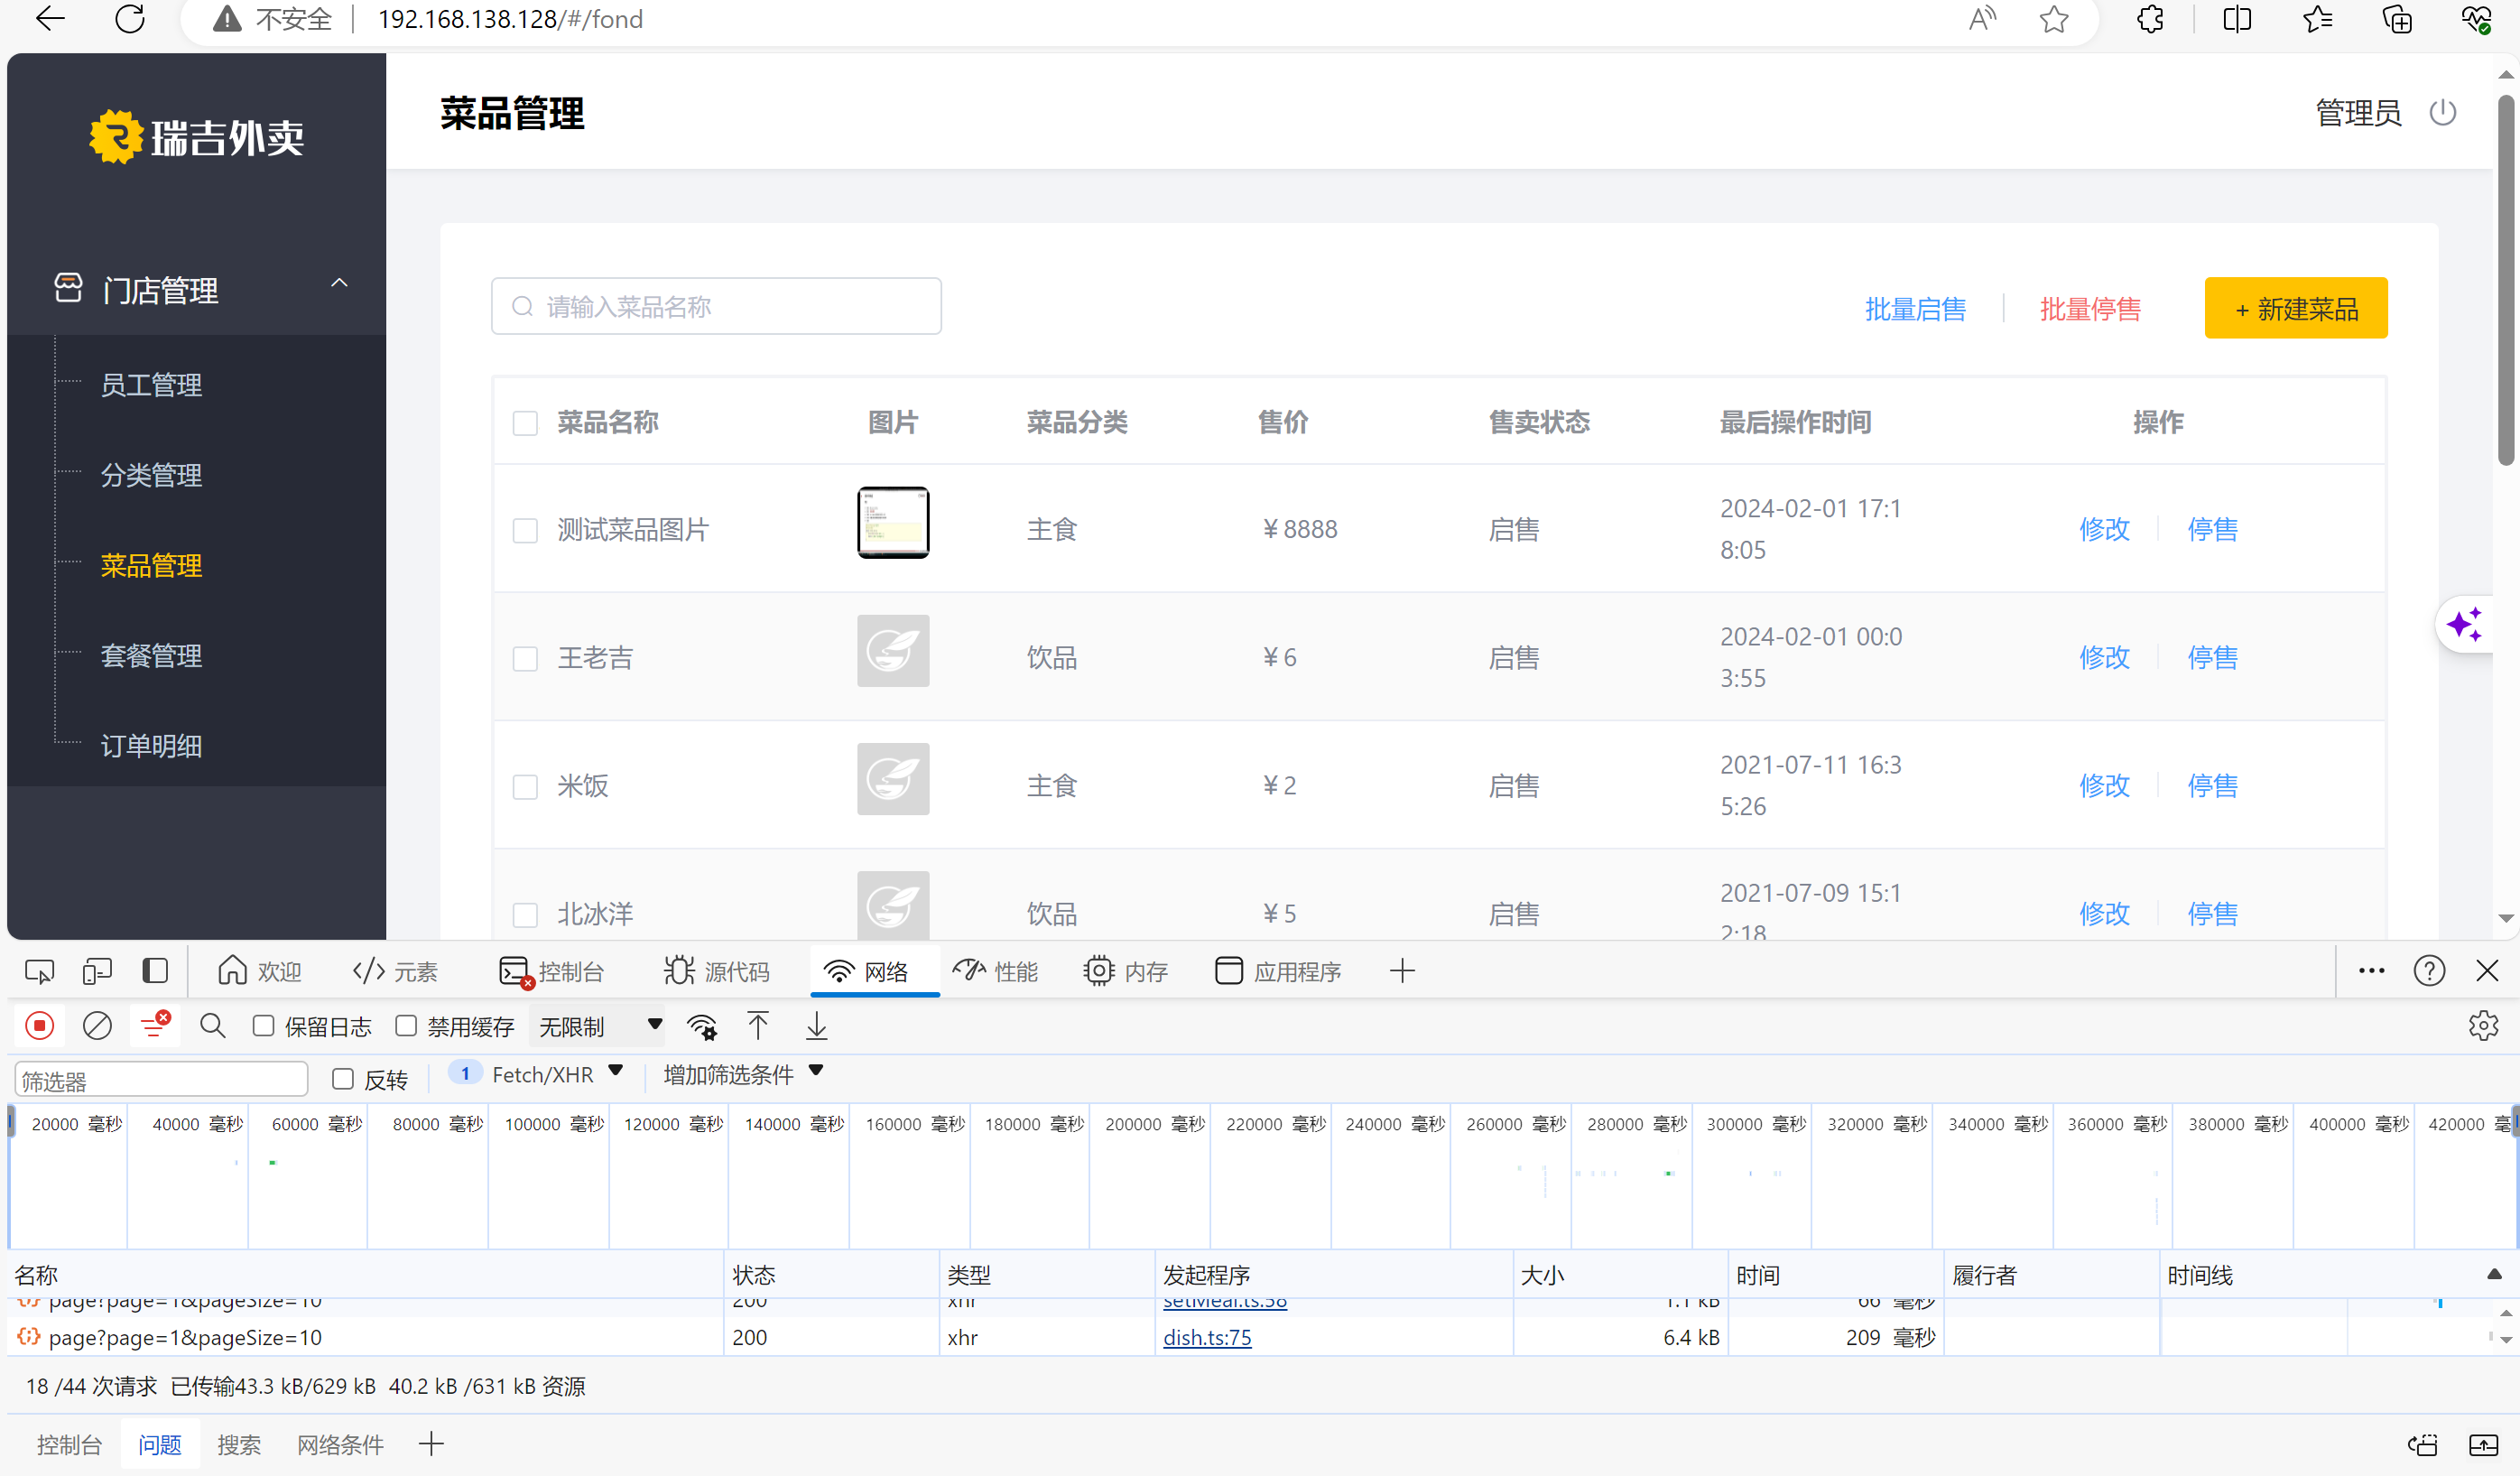 不安全 192.168.138.128/#/fond
瑞吉外卖
菜品管理
管理员
门店管理
员工管理
分类管理
菜品管理
套餐管理
订单明细
请输入菜品名称
批量启售 批量停售 + 新建菜品
菜品名称 图片 菜品分类 售价 售卖状态 最后操作时间 操作
测试菜品图片 主食 ¥8888 启售 2024-02-01 17:1
8:05 修改 停售
王老吉 饮品 ¥6 启售 2024-02-01 00:0
3:55 修改 停售
米饭 主食 ¥2 启售 2021-07-11 16:3
5:26 修改 停售
北冰洋 饮品 ¥5 启售 2021-07-09 15:1
2:18 修改 停售
欢迎 元素 控制台 源代码 网络 性能 内存 应用程序
保留日志 禁用缓存 无限制
筛选器 反转 1 Fetch/XHR 增加筛选条件
20000 毫秒 40000 毫秒 60000 毫秒 80000 毫秒 100000 毫秒 120000 毫秒 140000 毫秒 160000 毫秒 180000 毫秒 200000 毫秒 220000 毫秒 240000 毫秒 260000 毫秒 280000 毫秒 300000 毫秒 320000 毫秒 340000 毫秒 360000 毫秒 380000 毫秒 400000 毫秒 420000 毫
名称 状态 类型 发起程序 大小 时间 履行者 时间线
page?page=1&pageSize=10 200 xhr setMeal.ts:58 1.1 kB 66 毫秒
page?page=1&pageSize=10 200 xhr dish.ts:75 6.4 kB 209 毫秒
18 /44 次请求 已传输43.3 kB/629 kB 40.2 kB /631 kB 资源
控制台 问题 搜索 网络条件